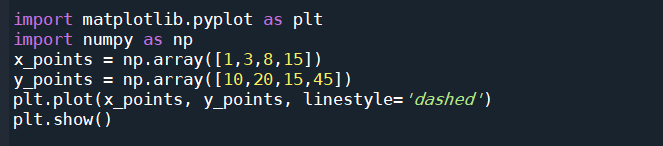 import matplotlib.pyplot as plt
import numpy as np
x_points = np.array([1,3,8,15])
y_points = np.array([10,20,15,45])
plt.plot(x_points, y_points, linestyle='dashed')
plt.show()